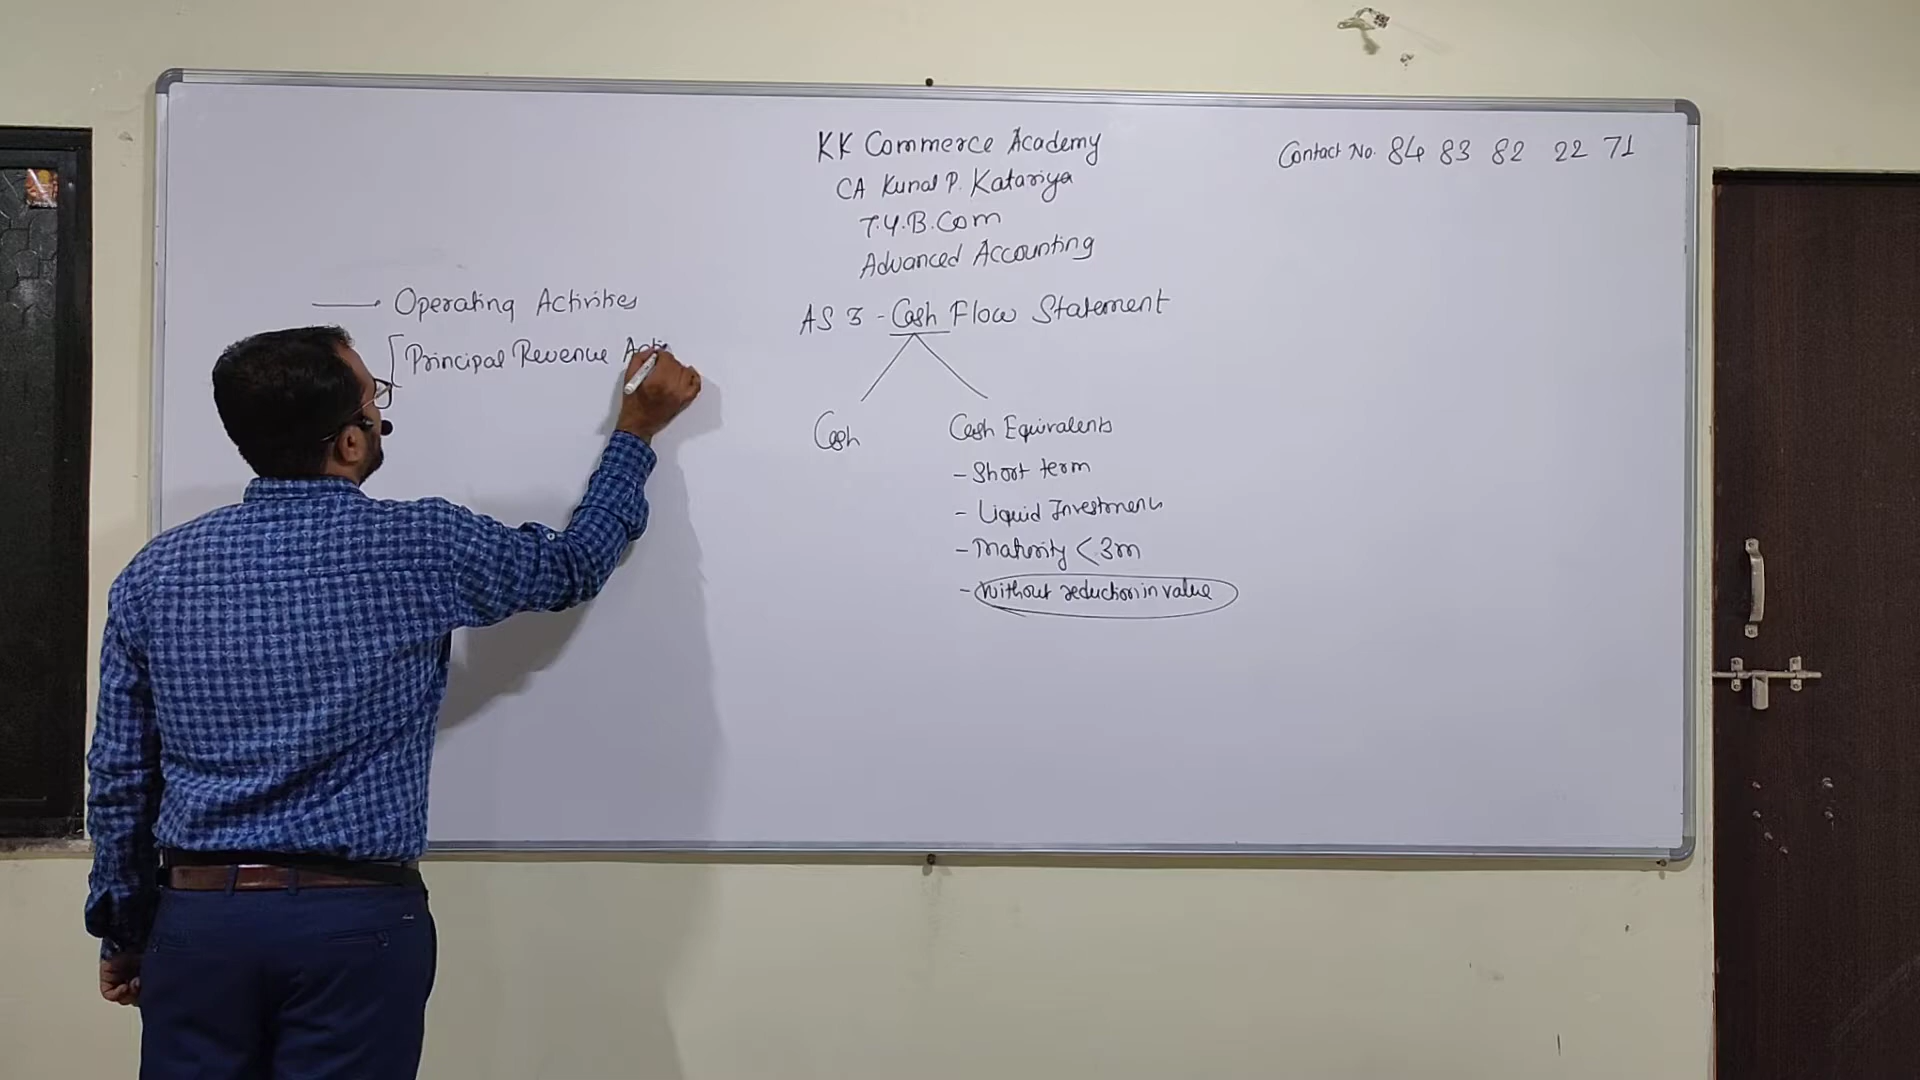 KK Commerce Academy
Contact No. 84 83 82 22 71
CA Kunal P. Katariya
T.Y.B.Com
Advanced Accounting
AS 3 - Cash Flow Statement
Cash
Cash Equivalents
- Short term
- Liquid Investments
- Maturity < 3m
- Without reduction in value
Operating Activities
[Principal Revenue Acti